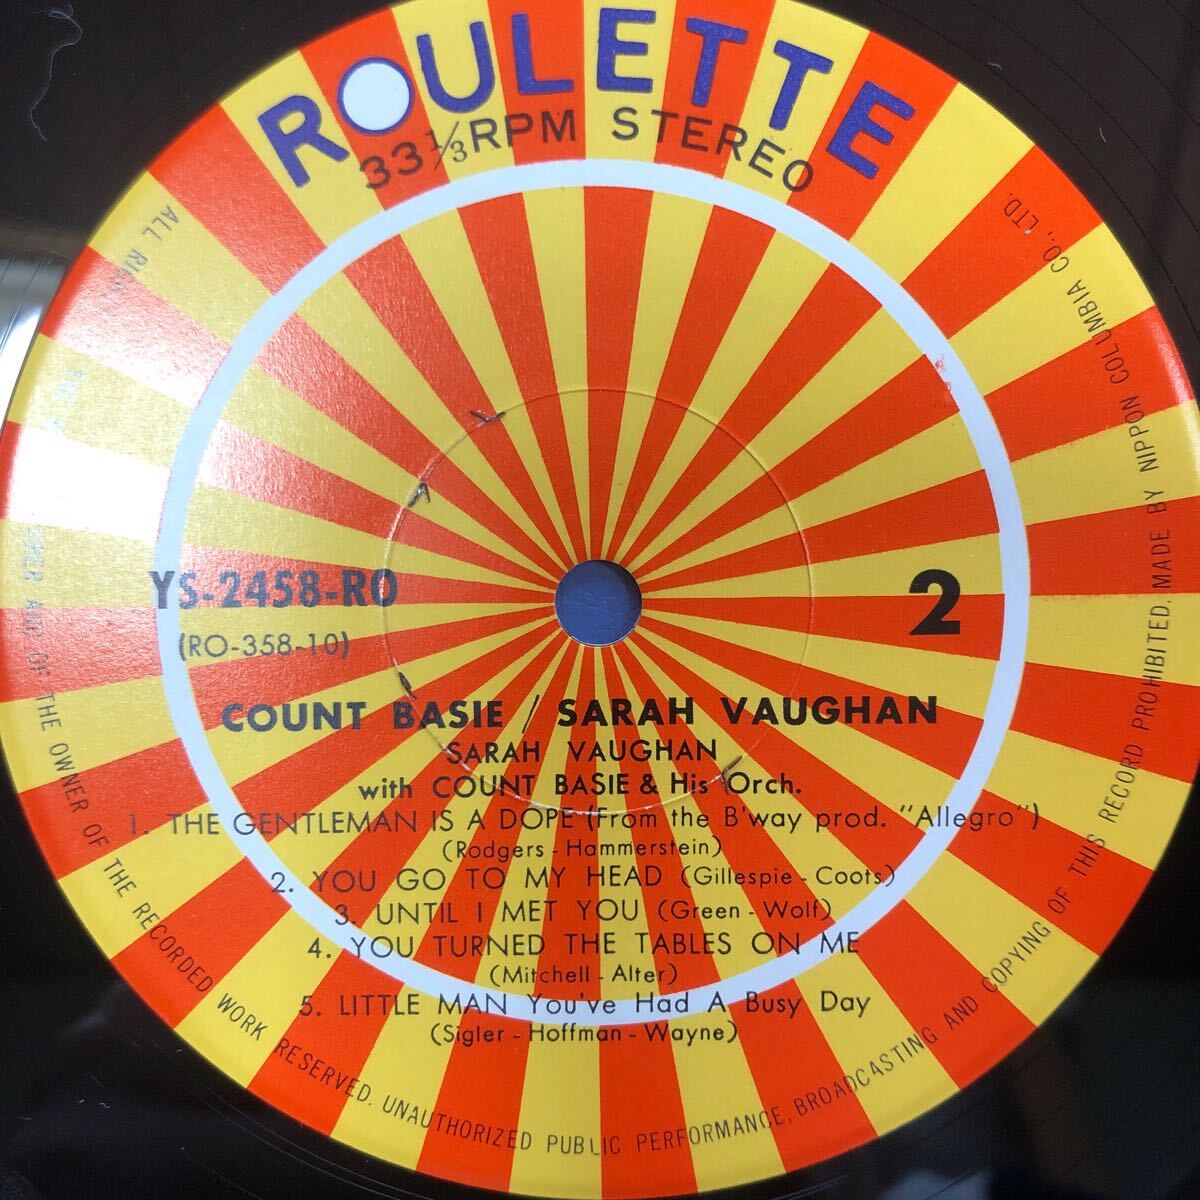 ROULETTE
33 1/3 RPM STEREO
YS-2458-RO
2
(RO-358-10)
COUNT BASIE / SARAH VAUGHAN
SARAH VAUGHAN
with COUNT BASIE & His Orch.
1. THE GENTLEMAN IS A DOPE (From the B'way prod. "Allegro")
(Rodgers - Hammerstein)
2. YOU GO TO MY HEAD (Gillespie - Coots)
3. UNTIL I MET YOU (Green - Wolf)
4. YOU TURNED THE TABLES ON ME
(Mitchell - Alter)
5. LITTLE MAN You've Had A Busy Day
(Sigler - Hoffman - Wayne)
ALL OF THE OWNER OF THE RECORDED WORK RESERVED. UNAUTHORIZED PUBLIC PERFORMANCE, BROADCASTING AND COPYING OF THIS RECORD PROHIBITED. MADE BY NIPPON COLUMBIA CO., LTD.